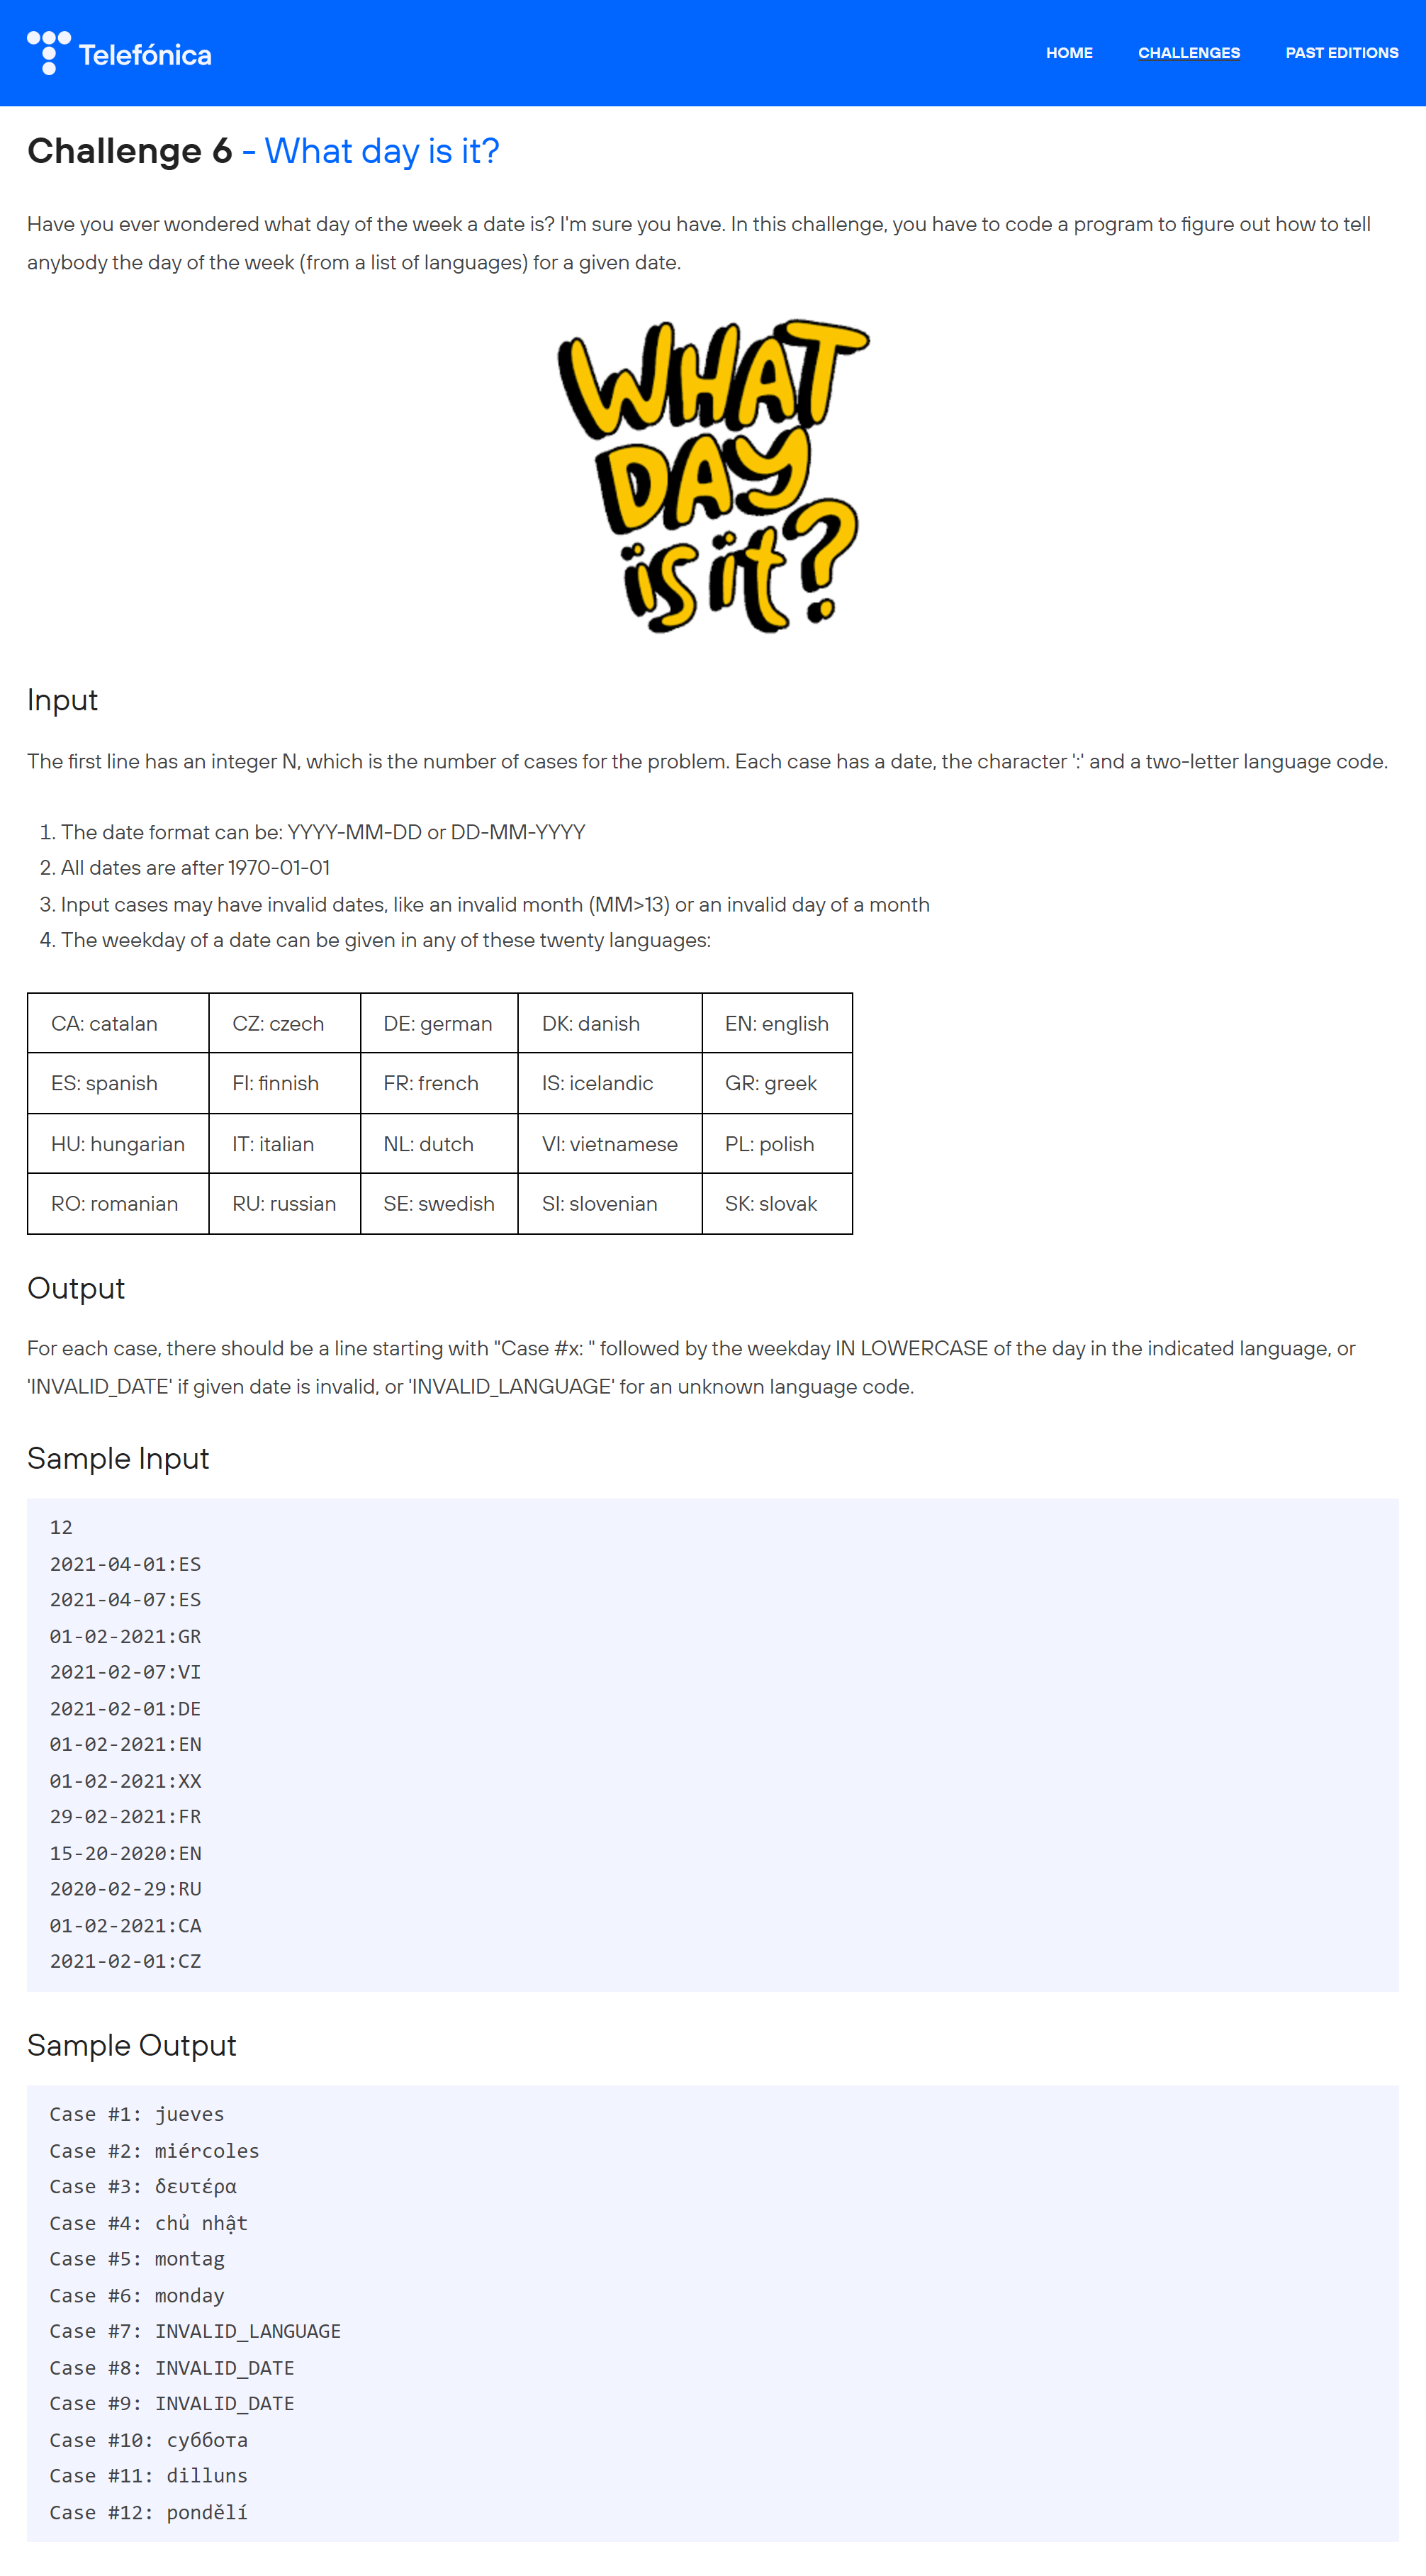 Telefónica
HOME
CHALLENGES
PAST EDITIONS
Challenge 6 - What day is it?
Have you ever wondered what day of the week a date is? I'm sure you have. In this challenge, you have to code a program to figure out how to tell
anybody the day of the week (from a list of languages) for a given date.
WHAT
DAY
is it?
Input
The first line has an integer N, which is the number of cases for the problem. Each case has a date, the character ':' and a two-letter language code.
1. The date format can be: YYYY-MM-DD or DD-MM-YYYY
2. All dates are after 1970-01-01
3. Input cases may have invalid dates, like an invalid month (MM>13) or an invalid day of a month
4. The weekday of a date can be given in any of these twenty languages:
CA: catalan CZ: czech DE: german DK: danish EN: english
ES: spanish FI: finnish FR: french IS: icelandic GR: greek
HU: hungarian IT: italian NL: dutch VI: vietnamese PL: polish
RO: romanian RU: russian SE: swedish SI: slovenian SK: slovak
Output
For each case, there should be a line starting with "Case #x: " followed by the weekday IN LOWERCASE of the day in the indicated language, or
'INVALID_DATE' if given date is invalid, or 'INVALID_LANGUAGE' for an unknown language code.
Sample Input
12
2021-04-01:ES
2021-04-07:ES
01-02-2021:GR
2021-02-07:VI
2021-02-01:DE
01-02-2021:EN
01-02-2021:XX
29-02-2021:FR
15-20-2020:EN
2020-02-29:RU
01-02-2021:CA
2021-02-01:CZ
Sample Output
Case #1: jueves
Case #2: miércoles
Case #3: δευτέρα
Case #4: chủ nhật
Case #5: montag
Case #6: monday
Case #7: INVALID_LANGUAGE
Case #8: INVALID_DATE
Case #9: INVALID_DATE
Case #10: суббота
Case #11: dilluns
Case #12: pondělí